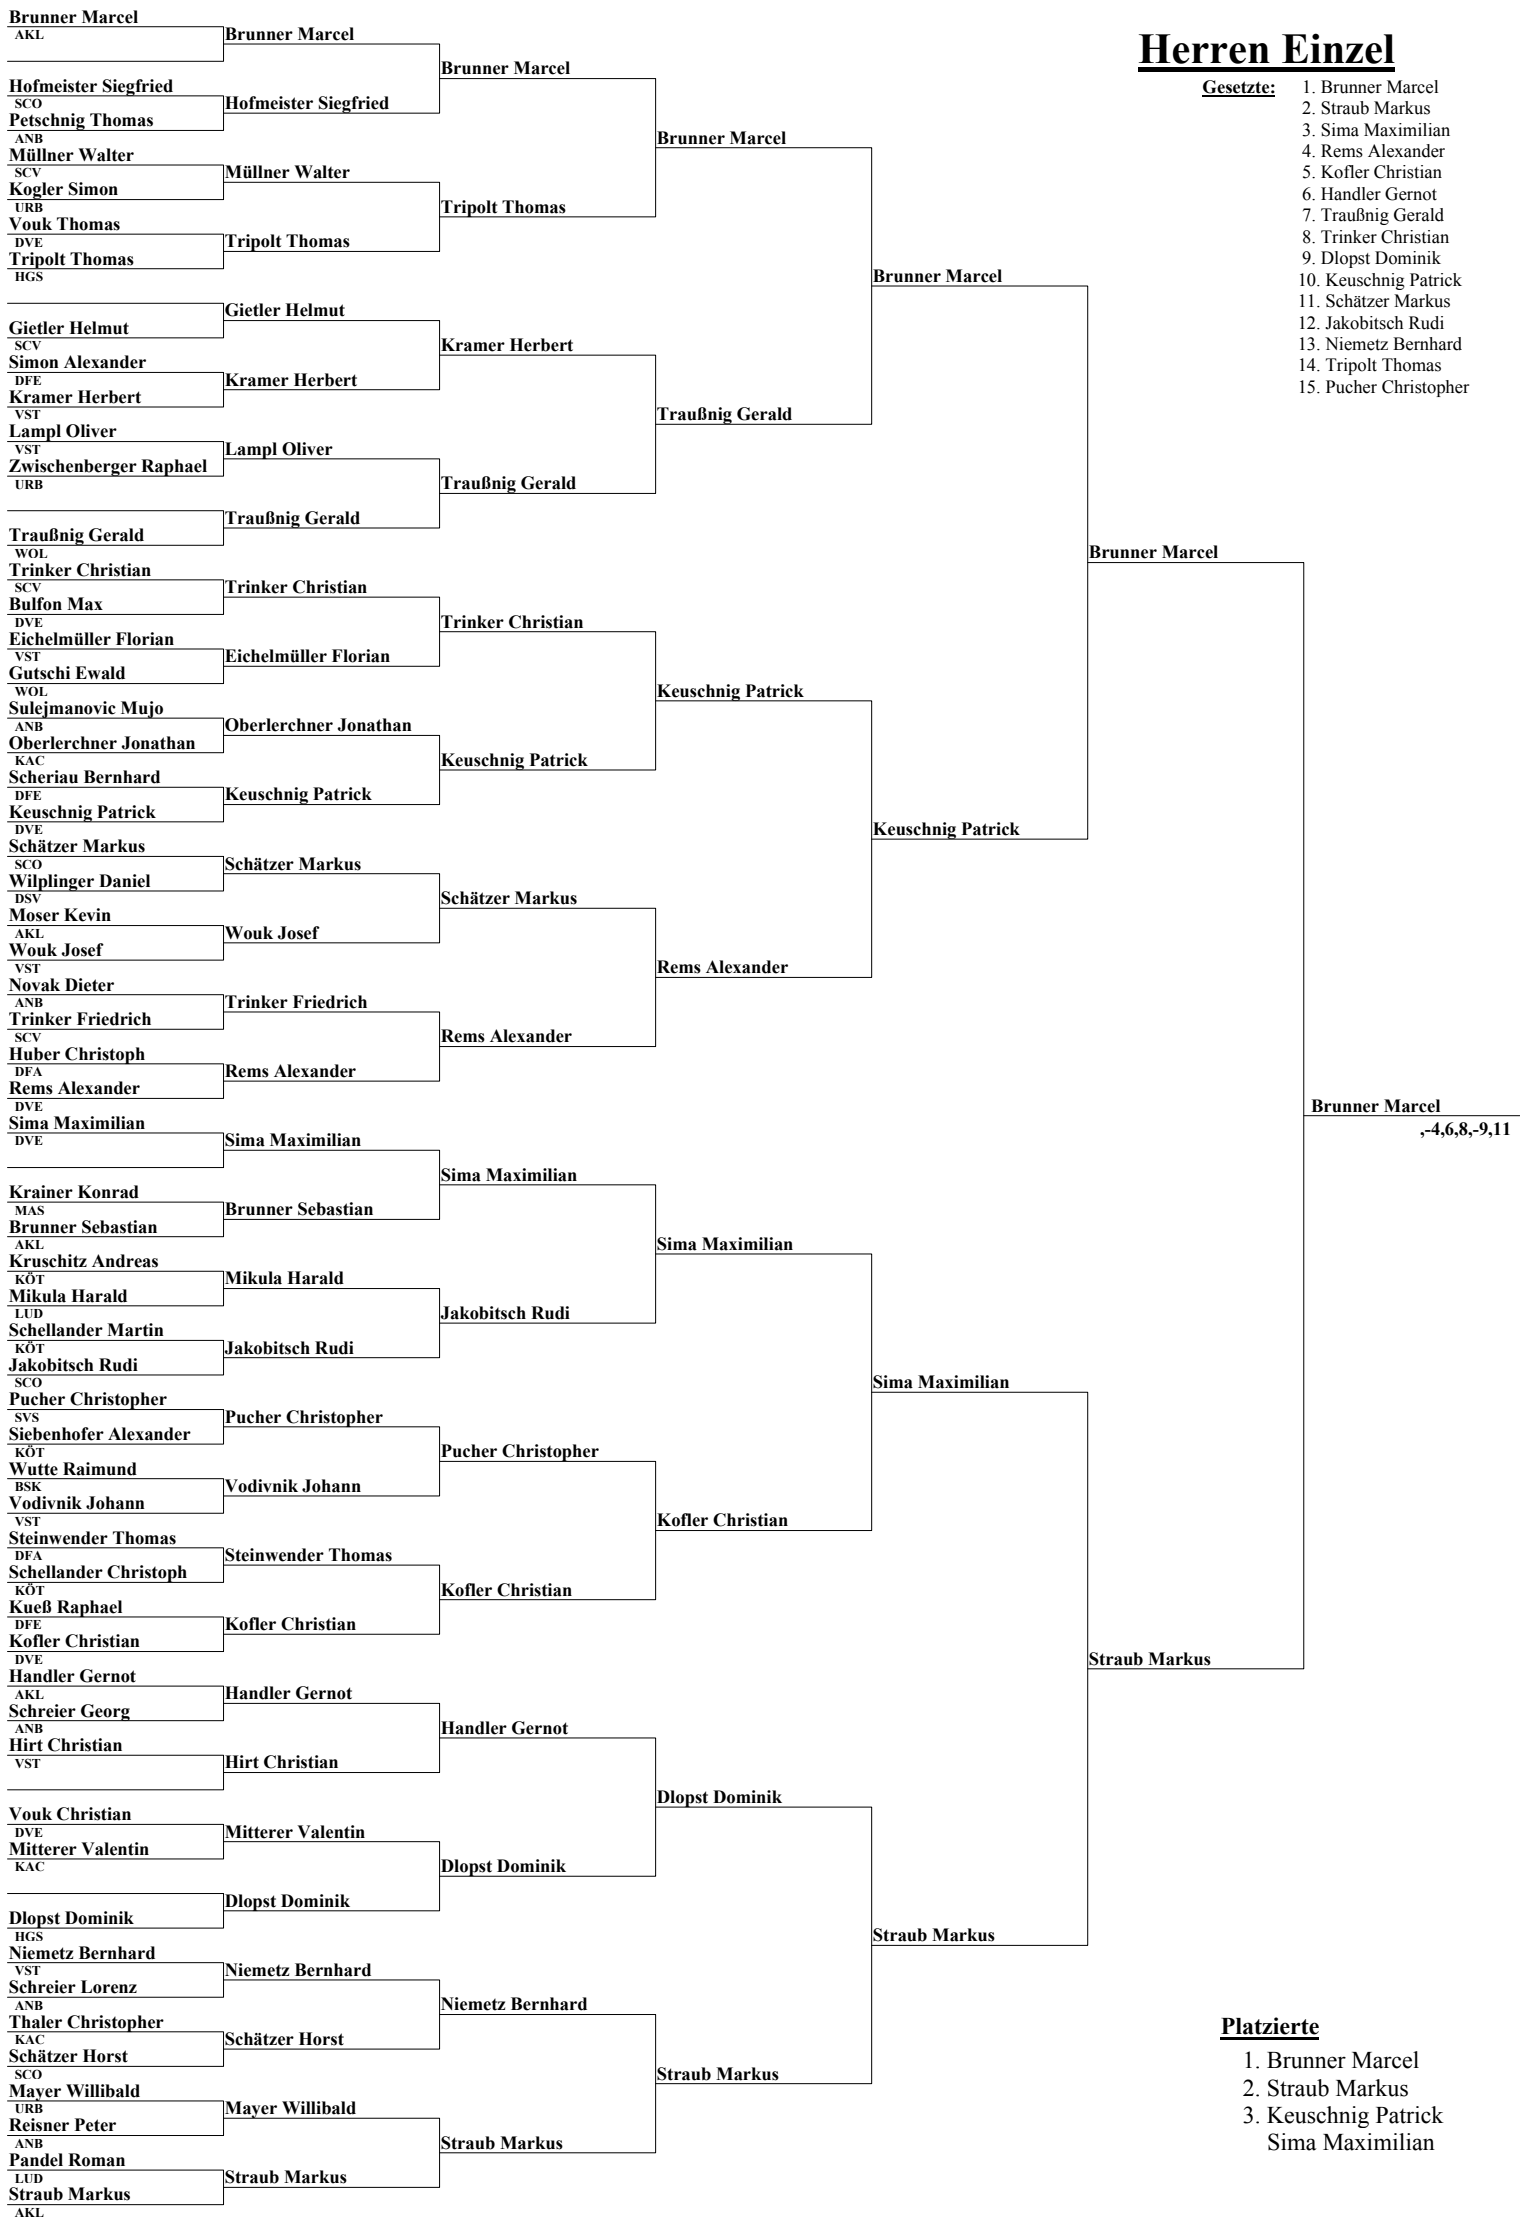 Herren Einzel
Gesetzte:
1. Brunner Marcel
2. Straub Markus
3. Sima Maximilian
4. Rems Alexander
5. Kofler Christian
6. Handler Gernot
7. Traußnig Gerald
8. Trinker Christian
9. Dlopst Dominik
10. Keuschnig Patrick
11. Schätzer Markus
12. Jakobitsch Rudi
13. Niemetz Bernhard
14. Tripolt Thomas
15. Pucher Christopher
Brunner Marcel
AKL
Hofmeister Siegfried
SCO
Petschnig Thomas
ANB
Müllner Walter
SCV
Kogler Simon
URB
Vouk Thomas
DVE
Tripolt Thomas
HGS
Gietler Helmut
SCV
Simon Alexander
DFE
Kramer Herbert
VST
Lampl Oliver
VST
Zwischenberger Raphael
URB
Traußnig Gerald
WOL
Trinker Christian
SCV
Bulfon Max
DVE
Eichelmüller Florian
VST
Gutschi Ewald
WOL
Sulejmanovic Mujo
ANB
Oberlerchner Jonathan
KAC
Scheriau Bernhard
DFE
Keuschnig Patrick
DVE
Schätzer Markus
SCO
Wilplinger Daniel
DSV
Moser Kevin
AKL
Wouk Josef
VST
Novak Dieter
ANB
Trinker Friedrich
SCV
Huber Christoph
DFA
Rems Alexander
DVE
Sima Maximilian
DVE
Krainer Konrad
MAS
Brunner Sebastian
AKL
Kruschitz Andreas
KÖT
Mikula Harald
LUD
Schellander Martin
KÖT
Jakobitsch Rudi
SCO
Pucher Christopher
SVS
Siebenhofer Alexander
KÖT
Wutte Raimund
BSK
Vodivnik Johann
VST
Steinwender Thomas
DFA
Schellander Christoph
KÖT
Kueß Raphael
DFE
Kofler Christian
DVE
Handler Gernot
AKL
Schreier Georg
ANB
Hirt Christian
VST
Vouk Christian
DVE
Mitterer Valentin
KAC
Dlopst Dominik
HGS
Niemetz Bernhard
VST
Schreier Lorenz
ANB
Thaler Christopher
KAC
Schätzer Horst
SCO
Mayer Willibald
URB
Reisner Peter
ANB
Pandel Roman
LUD
Straub Markus
AKL
Brunner Marcel
Hofmeister Siegfried
Müllner Walter
Tripolt Thomas
Gietler Helmut
Kramer Herbert
Lampl Oliver
Traußnig Gerald
Trinker Christian
Eichelmüller Florian
Oberlerchner Jonathan
Keuschnig Patrick
Schätzer Markus
Wouk Josef
Trinker Friedrich
Rems Alexander
Sima Maximilian
Brunner Sebastian
Mikula Harald
Jakobitsch Rudi
Pucher Christopher
Vodivnik Johann
Steinwender Thomas
Kofler Christian
Handler Gernot
Hirt Christian
Mitterer Valentin
Dlopst Dominik
Niemetz Bernhard
Schätzer Horst
Mayer Willibald
Straub Markus
Brunner Marcel
Tripolt Thomas
Kramer Herbert
Traußnig Gerald
Trinker Christian
Keuschnig Patrick
Schätzer Markus
Rems Alexander
Sima Maximilian
Jakobitsch Rudi
Pucher Christopher
Kofler Christian
Handler Gernot
Dlopst Dominik
Niemetz Bernhard
Straub Markus
Brunner Marcel
Traußnig Gerald
Keuschnig Patrick
Rems Alexander
Sima Maximilian
Kofler Christian
Dlopst Dominik
Straub Markus
Brunner Marcel
Keuschnig Patrick
Sima Maximilian
Straub Markus
Brunner Marcel
Straub Markus
Brunner Marcel
,-4,6,8,-9,11
Platzierte
1. Brunner Marcel
2. Straub Markus
3. Keuschnig Patrick
Sima Maximilian